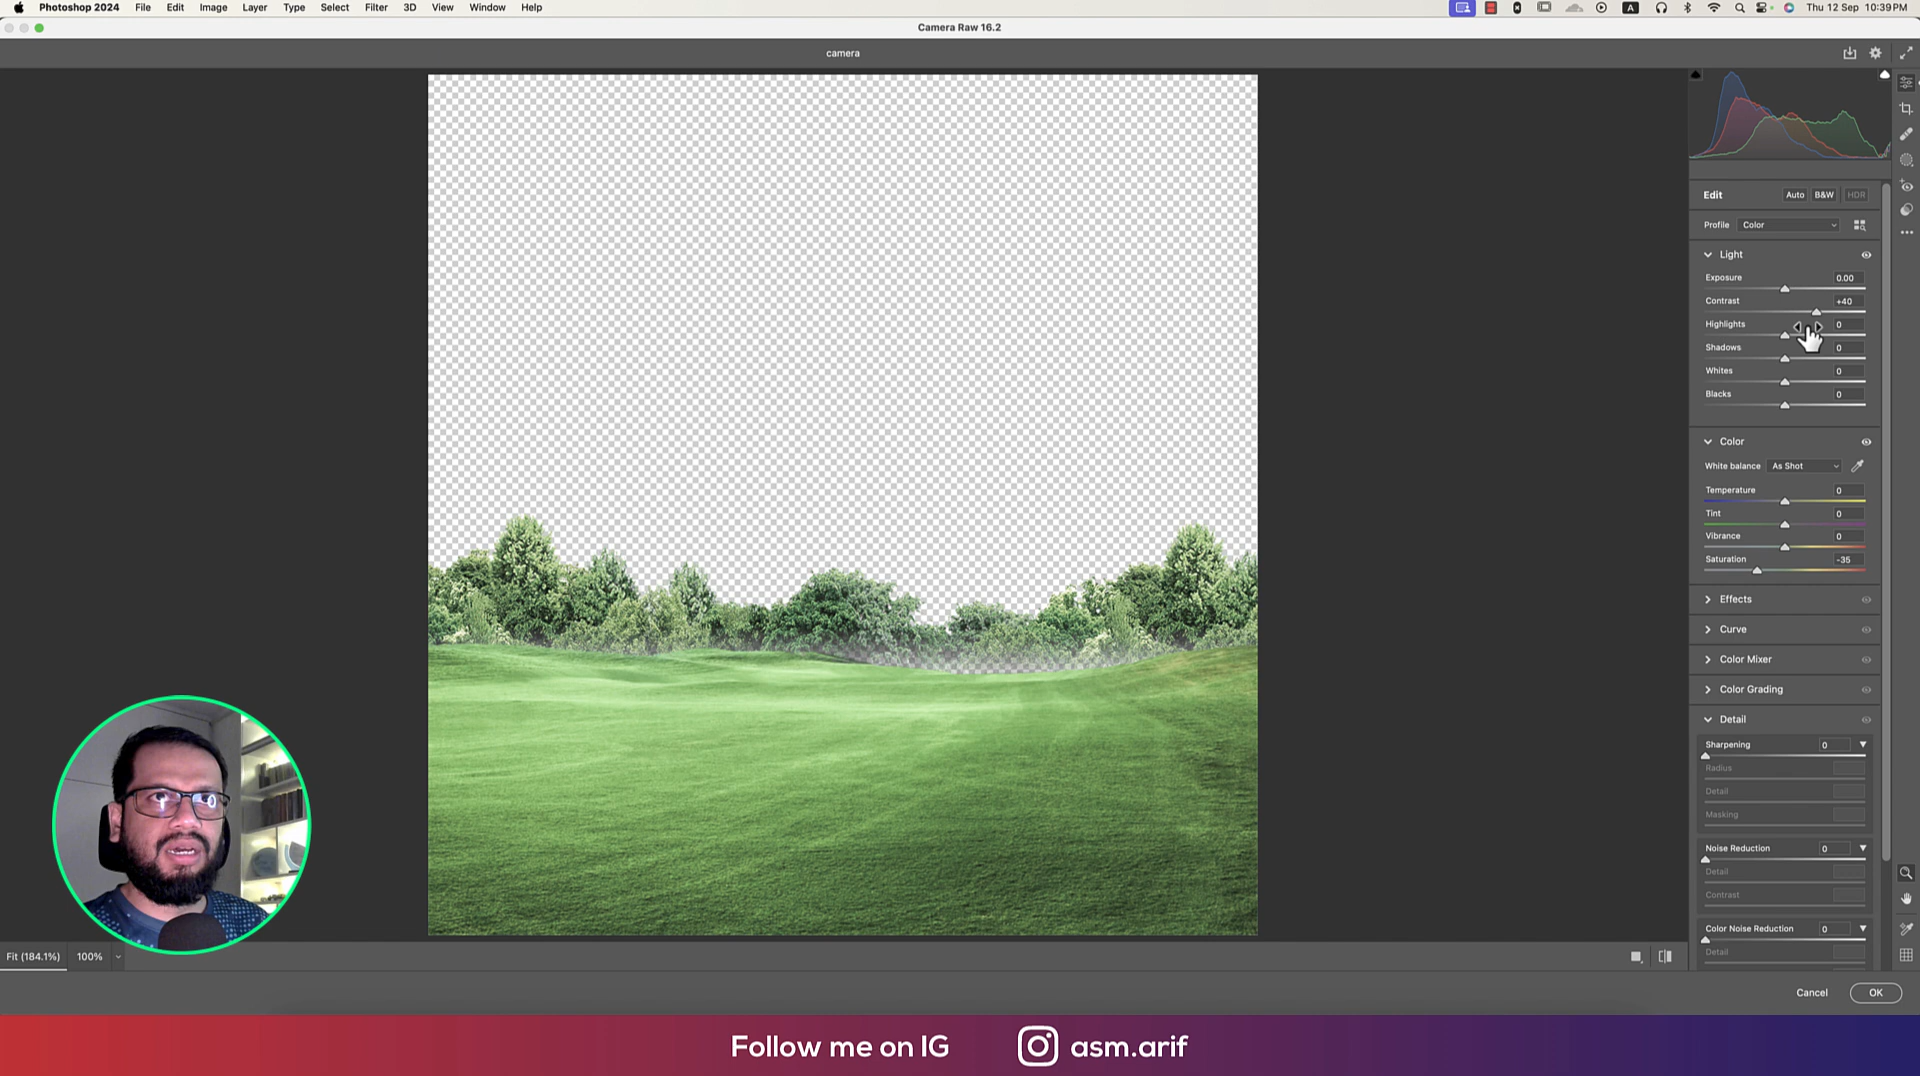 Photoshop 2024 File Edit Image Layer Type Select Filter 3D View Window Help A Thu 12 Sep 10:39 PM
Camera Raw 16.2
camera
Edit Auto B&W HDR
Profile Color
Light
Exposure 0.00
Contrast +40
Highlights 0
Shadows 0
Whites 0
Blacks 0
Color
White balance As Shot
Temperature 0
Tint 0
Vibrance 0
Saturation -35
Effects
Curve
Color Mixer
Color Grading
Detail
Sharpening 0
Radius
Detail
Masking
Noise Reduction 0
Detail
Contrast
Color Noise Reduction 0
Detail
Fit (184.1%) 100%
Cancel OK
Follow me on IG asm.arif